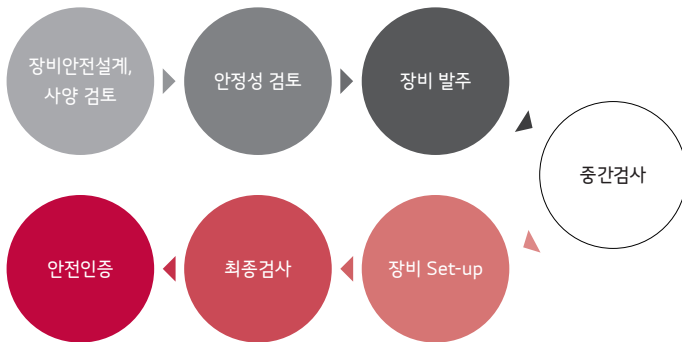 장비안전설계,
사양 검토
안정성 검토
장비 발주
중간검사
장비 Set-up
최종검사
안전인증